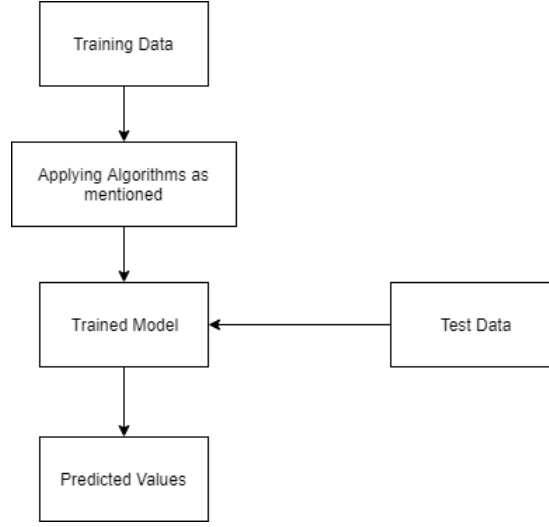 Training Data
Applying Algorithms as
mentioned
Trained Model
Test Data
Predicted Values